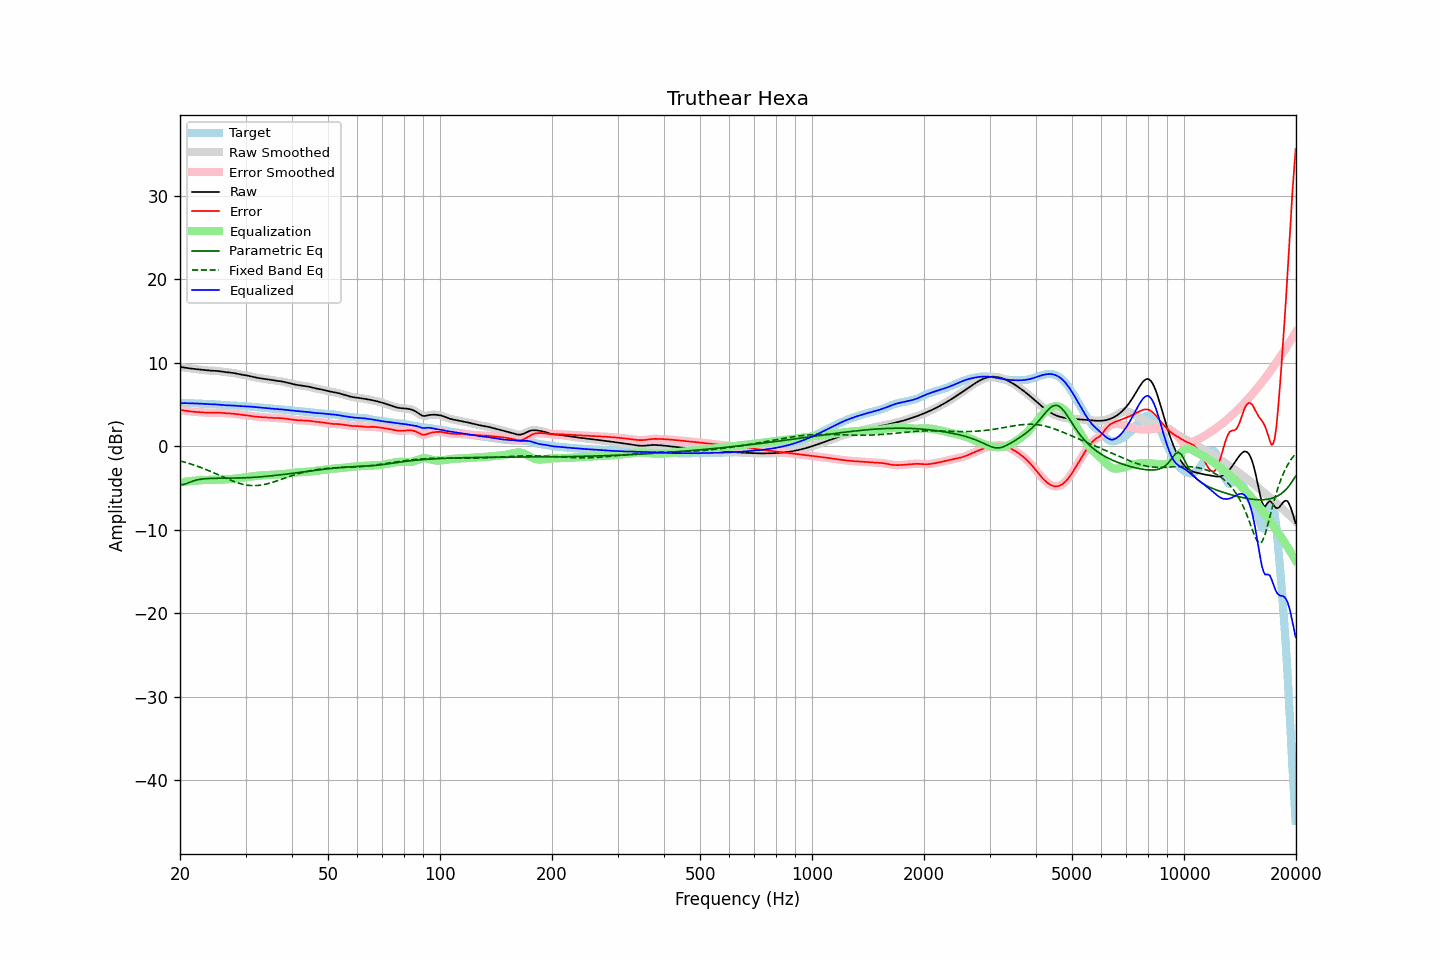 Truthear Hexa
Target
Raw Smoothed
Error Smoothed
Raw
Error
Equalization
Parametric Eq
Fixed Band Eq
Equalized
30
20
10
0
−10
−20
−30
−40
Amplitude (dBr)
20 50 100 200 500 1000 2000 5000 10000 20000
Frequency (Hz)